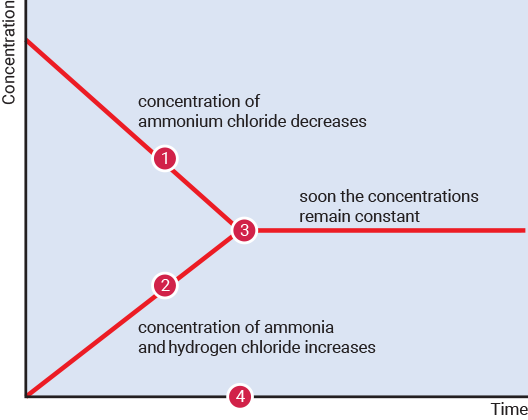 Concentration
concentration of
ammonium chloride decreases
1
soon the concentrations
remain constant
3
2
concentration of ammonia
and hydrogen chloride increases
4
Time